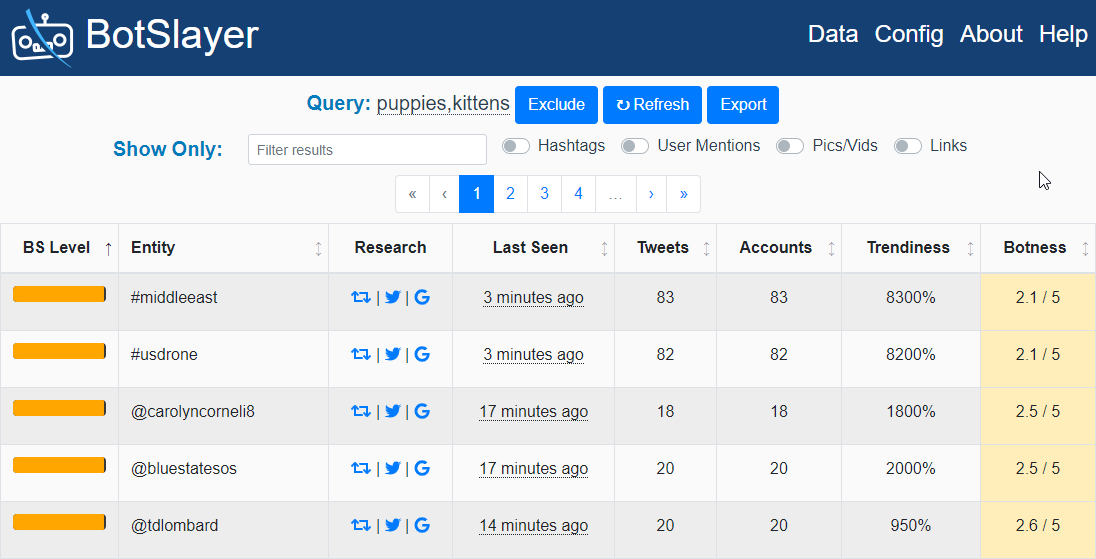 BotSlayer Data Config About Help
Query: puppies,kittens Exclude ↻ Refresh Export
Show Only: Filter results Hashtags User Mentions Pics/Vids Links
« ‹ 1 2 3 4 ... › »
BS Level ↑ Entity Research Last Seen Tweets Accounts Trendiness Botness
#middleeast | | G 3 minutes ago 83 83 8300% 2.1 / 5
#usdrone | | G 3 minutes ago 82 82 8200% 2.1 / 5
@carolyncorneli8 | | G 17 minutes ago 18 18 1800% 2.5 / 5
@bluestatesos | | G 17 minutes ago 20 20 2000% 2.5 / 5
@tdlombard | | G 14 minutes ago 20 20 950% 2.6 / 5